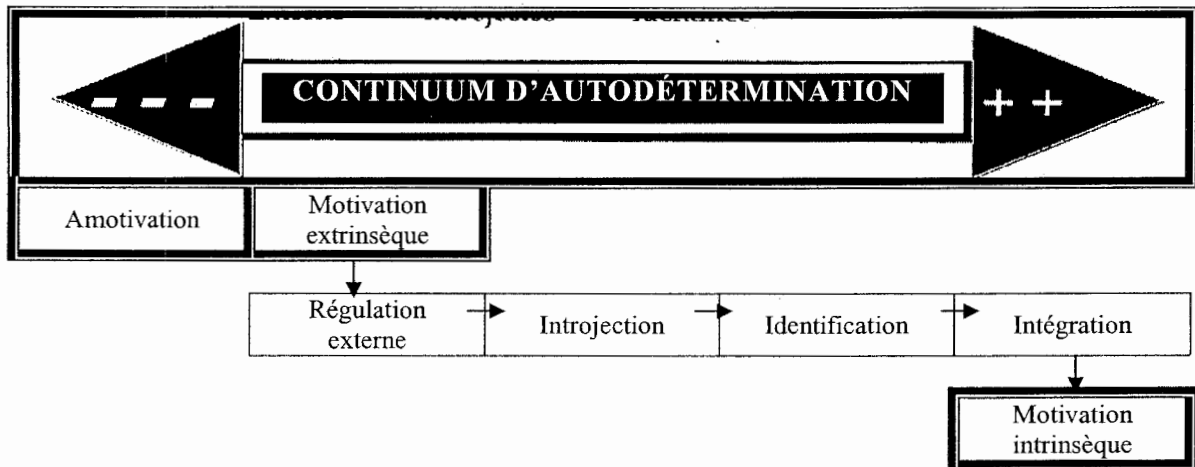 - - -
CONTINUUM D'AUTODÉTERMINATION
+ +
Amotivation
Motivation
extrinsèque
Régulation
externe
Introjection
Identification
Intégration
Motivation
intrinsèque